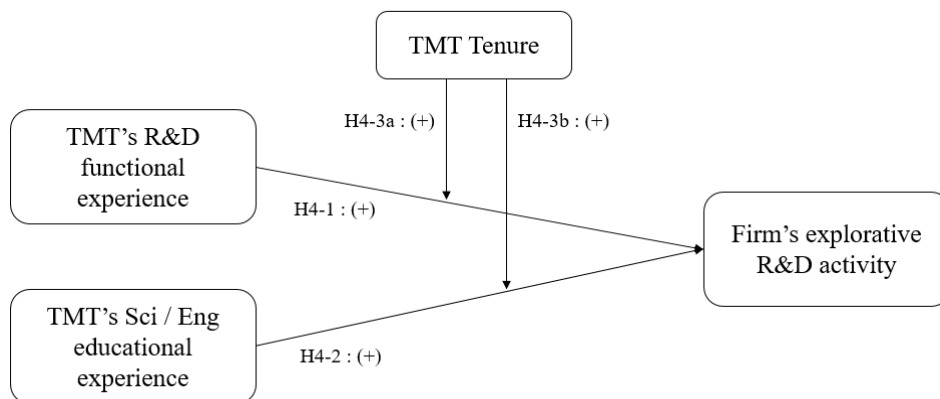 TMT Tenure
H4-3a : (+)
H4-3b : (+)
TMT's R&D
functional
experience
H4-1 : (+)
Firm's explorative
R&D activity
TMT's Sci / Eng
educational
experience
H4-2 : (+)